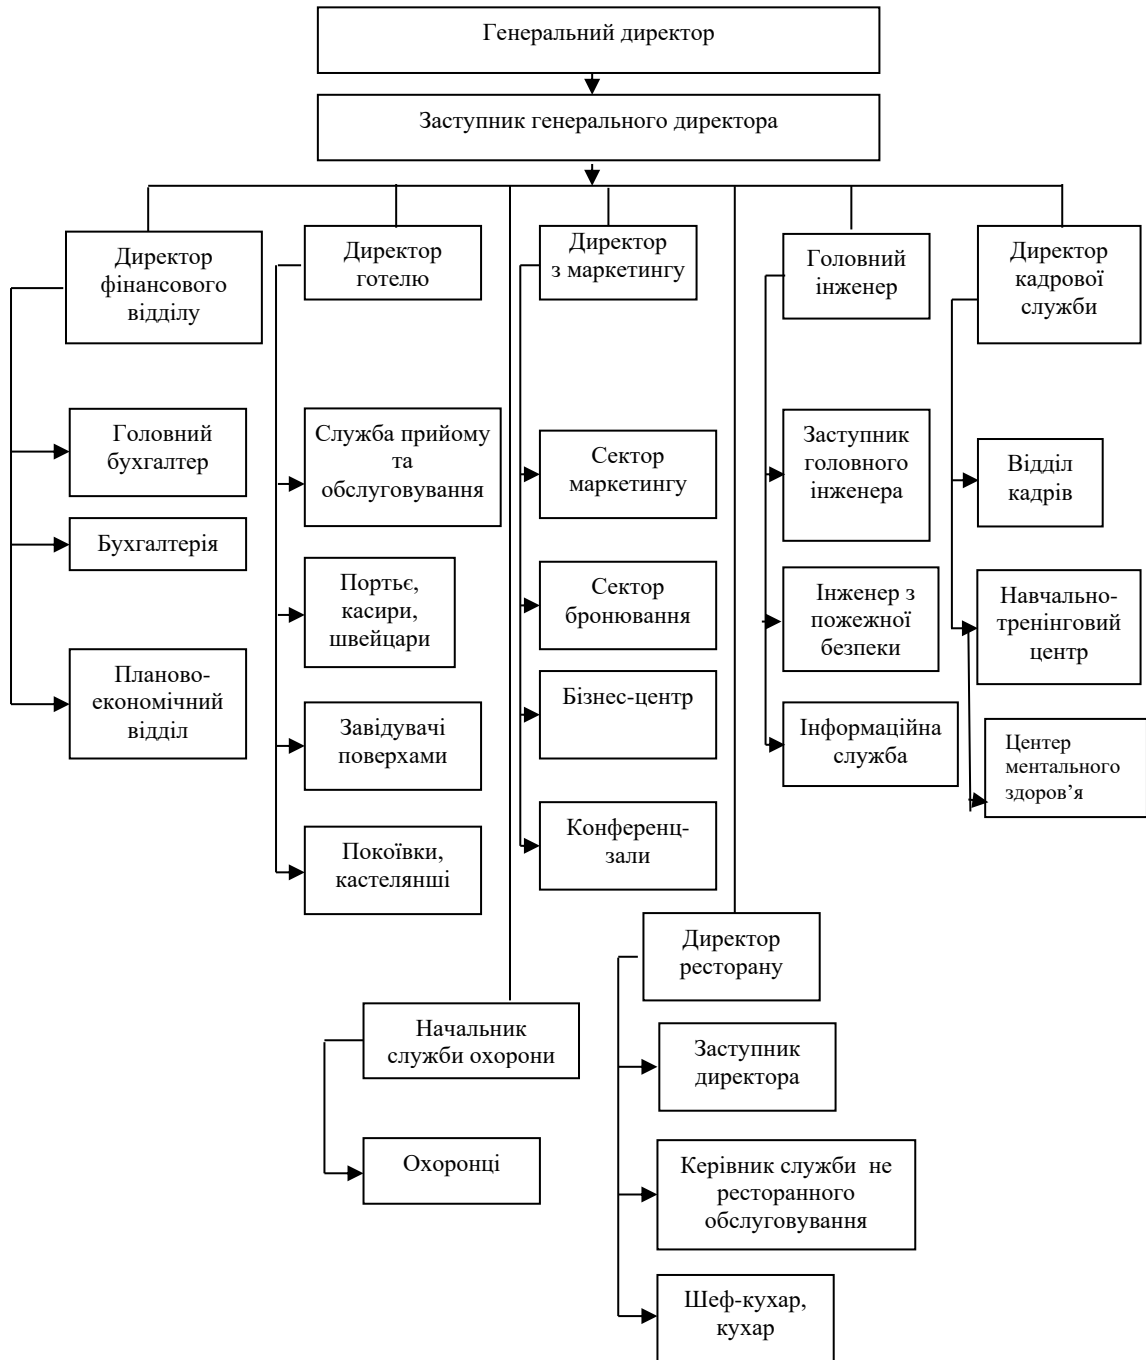 Генеральний директор
Заступник генерального директора
Директор
фінансового
відділу
Директор
готелю
Директор
з маркетингу
Головний
інженер
Директор
кадрової
служби
Головний
бухгалтер
Бухгалтерія
Планово-
економічний
відділ
Служба прийому
та
обслуговування
Портьє,
касири,
швейцари
Завідувачі
поверхами
Покоївки,
кастелянші
Сектор
маркетингу
Сектор
бронювання
Бізнес-центр
Конференц-
зали
Заступник
головного
інженера
Інженер з
пожежної
безпеки
Інформаційна
служба
Відділ
кадрів
Навчально-
тренінговий
центр
Центер
ментального
здоров’я
Начальник
служби охорони
Охоронці
Директор
ресторану
Заступник
директора
Керівник служби не
ресторанного
обслуговування
Шеф-кухар,
кухар